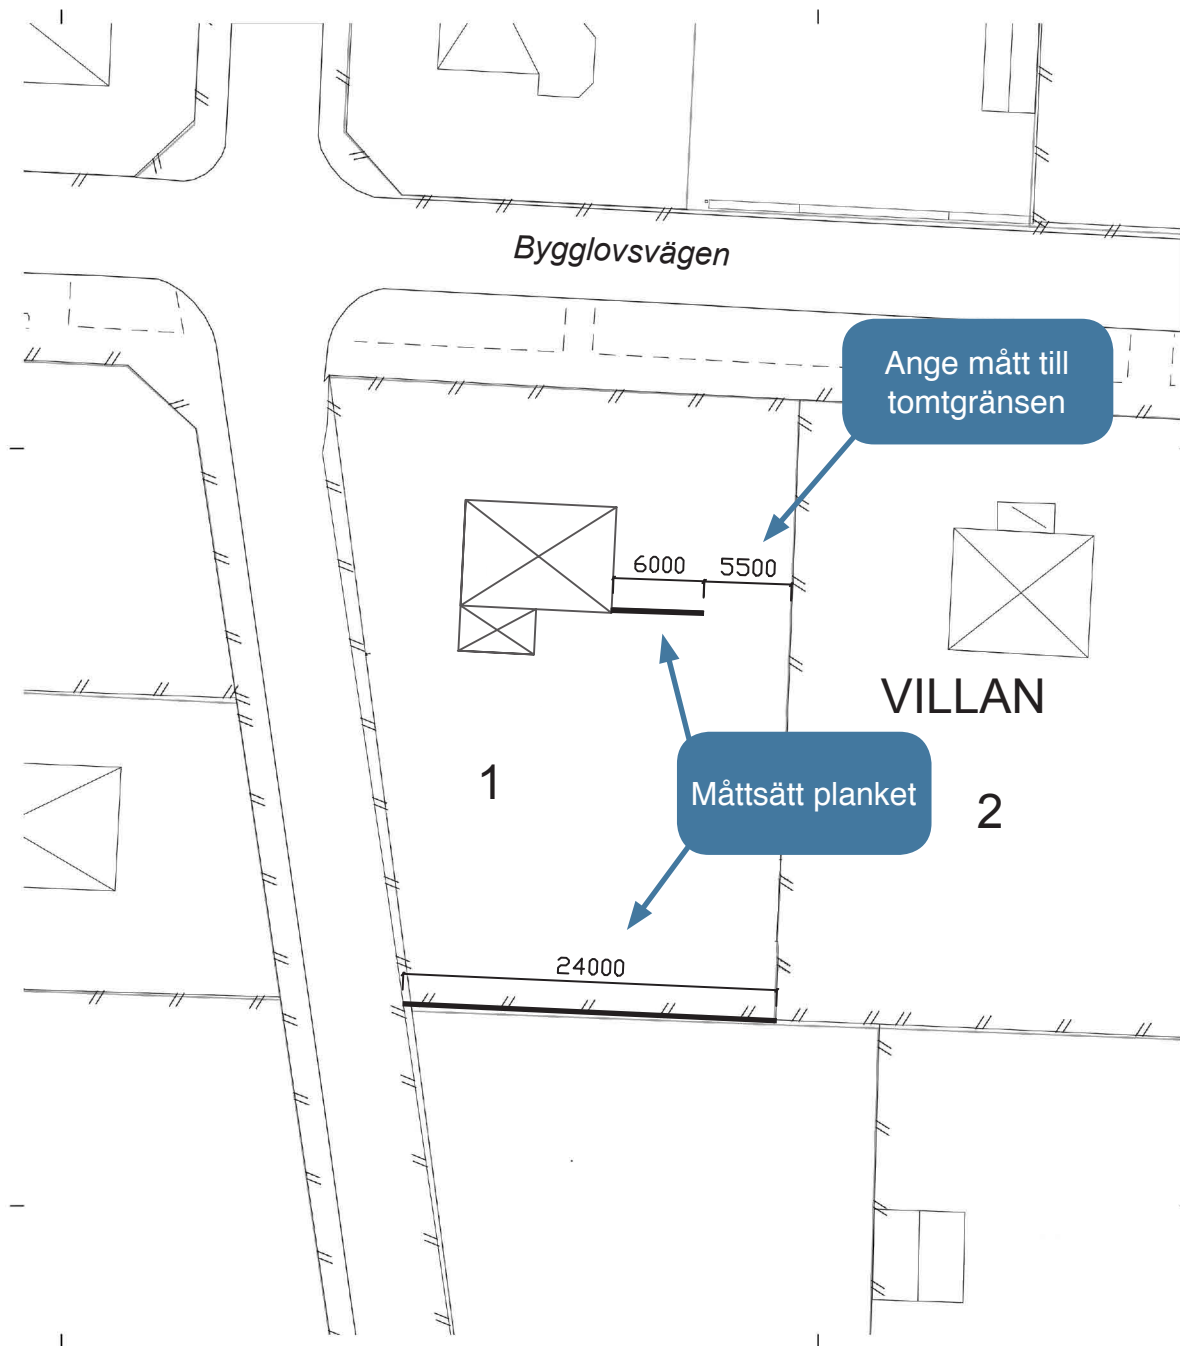 Bygglovsvägen
Ange mått till
tomtgränsen
6000
5500
VILLAN
1
Måttsätt planket
2
24000